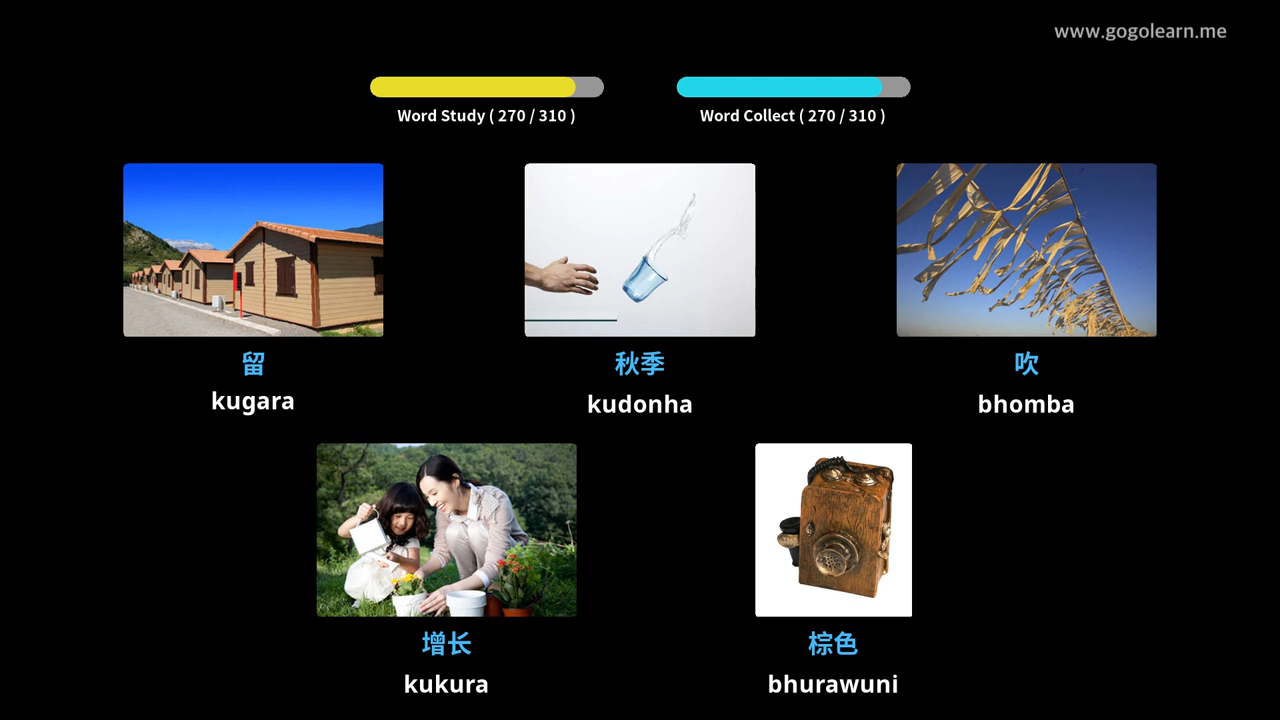 www.gogolearn.me
Word Study ( 270 / 310 )
Word Collect ( 270 / 310 )
留
kugara
秋季
kudonha
吹
bhomba
增长
kukura
棕色
bhurawuni